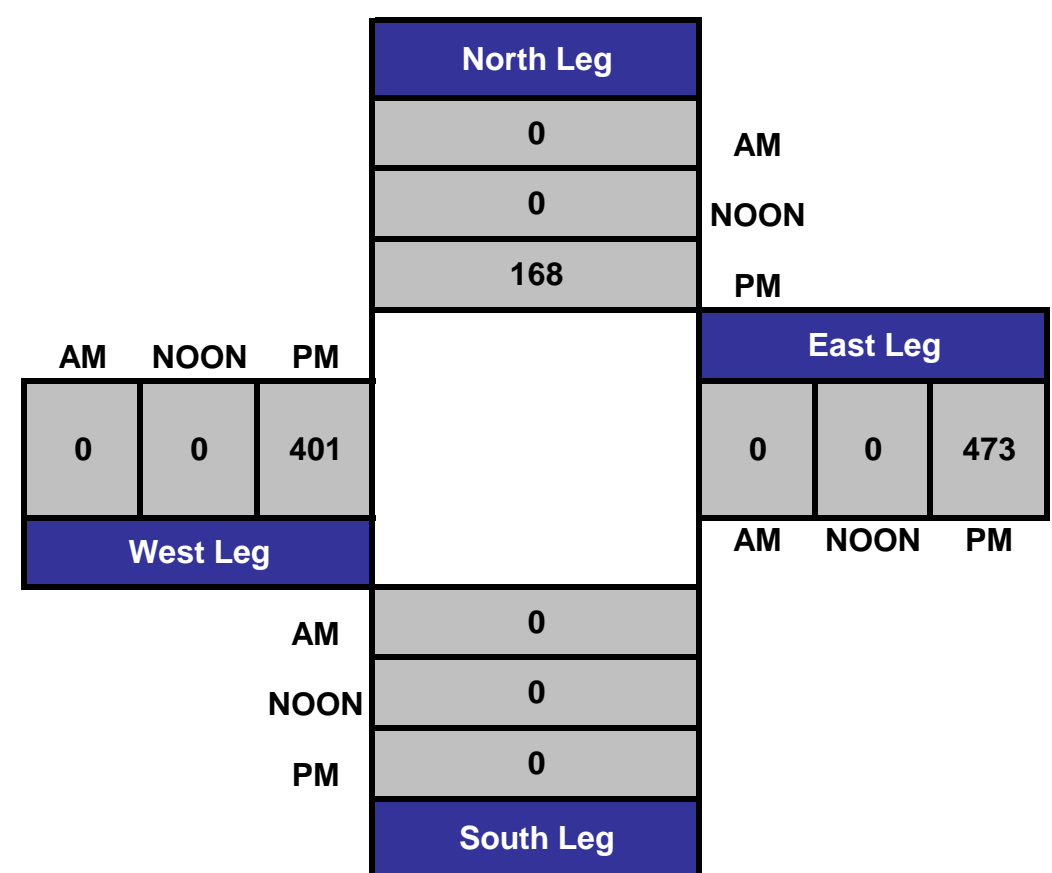 North Leg
0 AM
0 NOON
168 PM
AM NOON PM
East Leg
0 0 401
0 0 473
West Leg
AM NOON PM
AM 0
NOON 0
PM 0
South Leg